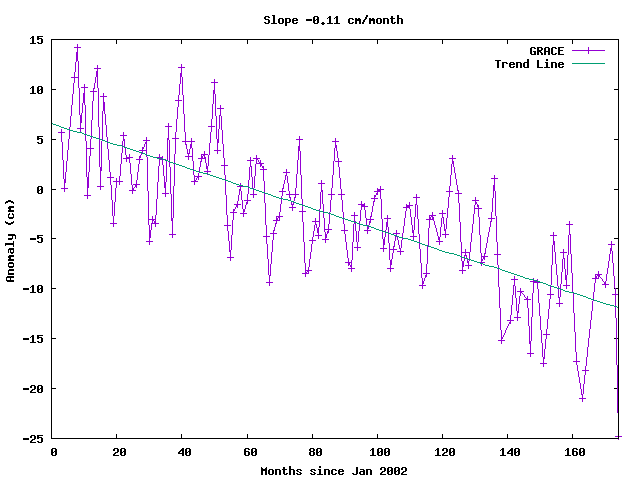 Slope -0.11 cm/month
GRACE
Trend Line
15
10
5
0
-5
-10
-15
-20
-25
Anomaly (cm)
0 20 40 60 80 100 120 140 160
Months since Jan 2002